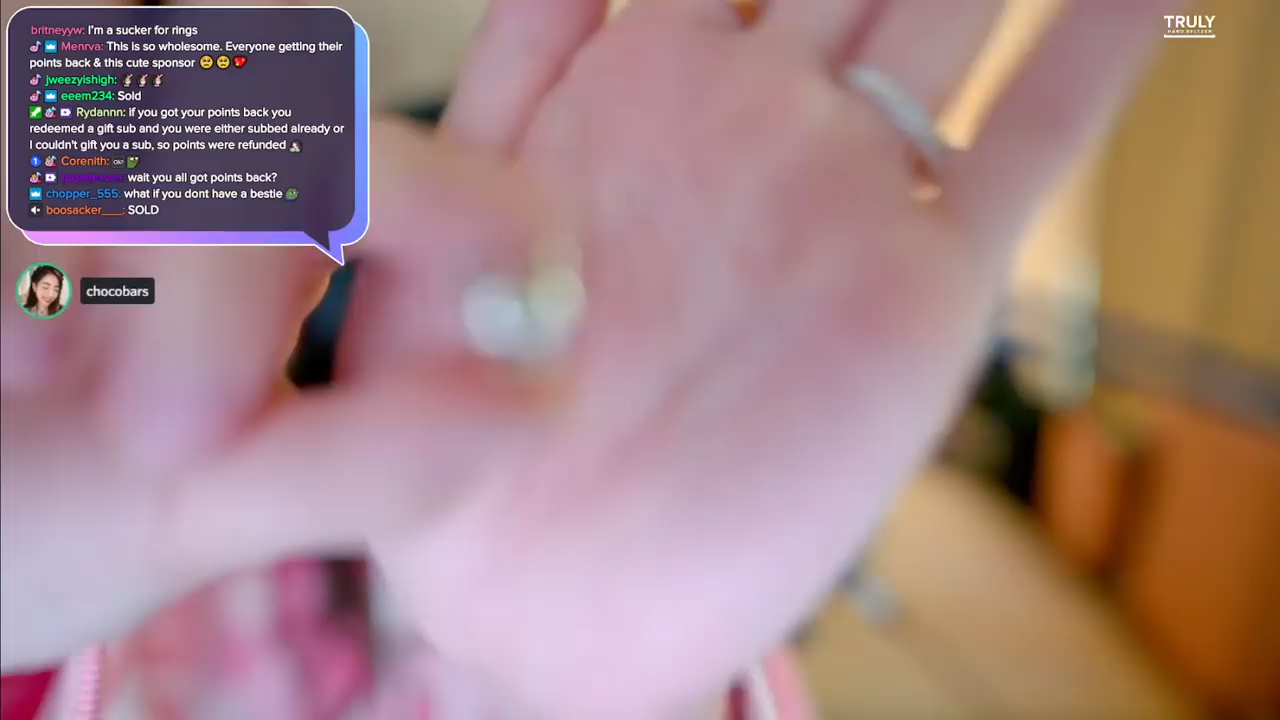 britneyyw: I'm a sucker for rings
Menrva: This is so wholesome. Everyone getting their
points back & this cute sponsor
jweezyishigh:
eeem234: Sold
Rydannn: if you got your points back you
redeemed a gift sub and you were either subbed already or
I couldn't gift you a sub, so points were refunded
Corenith:
wait you all got points back?
chopper_555: what if you dont have a bestie
boosacker___: SOLD
chocobars
TRULY
HARD SELTZER